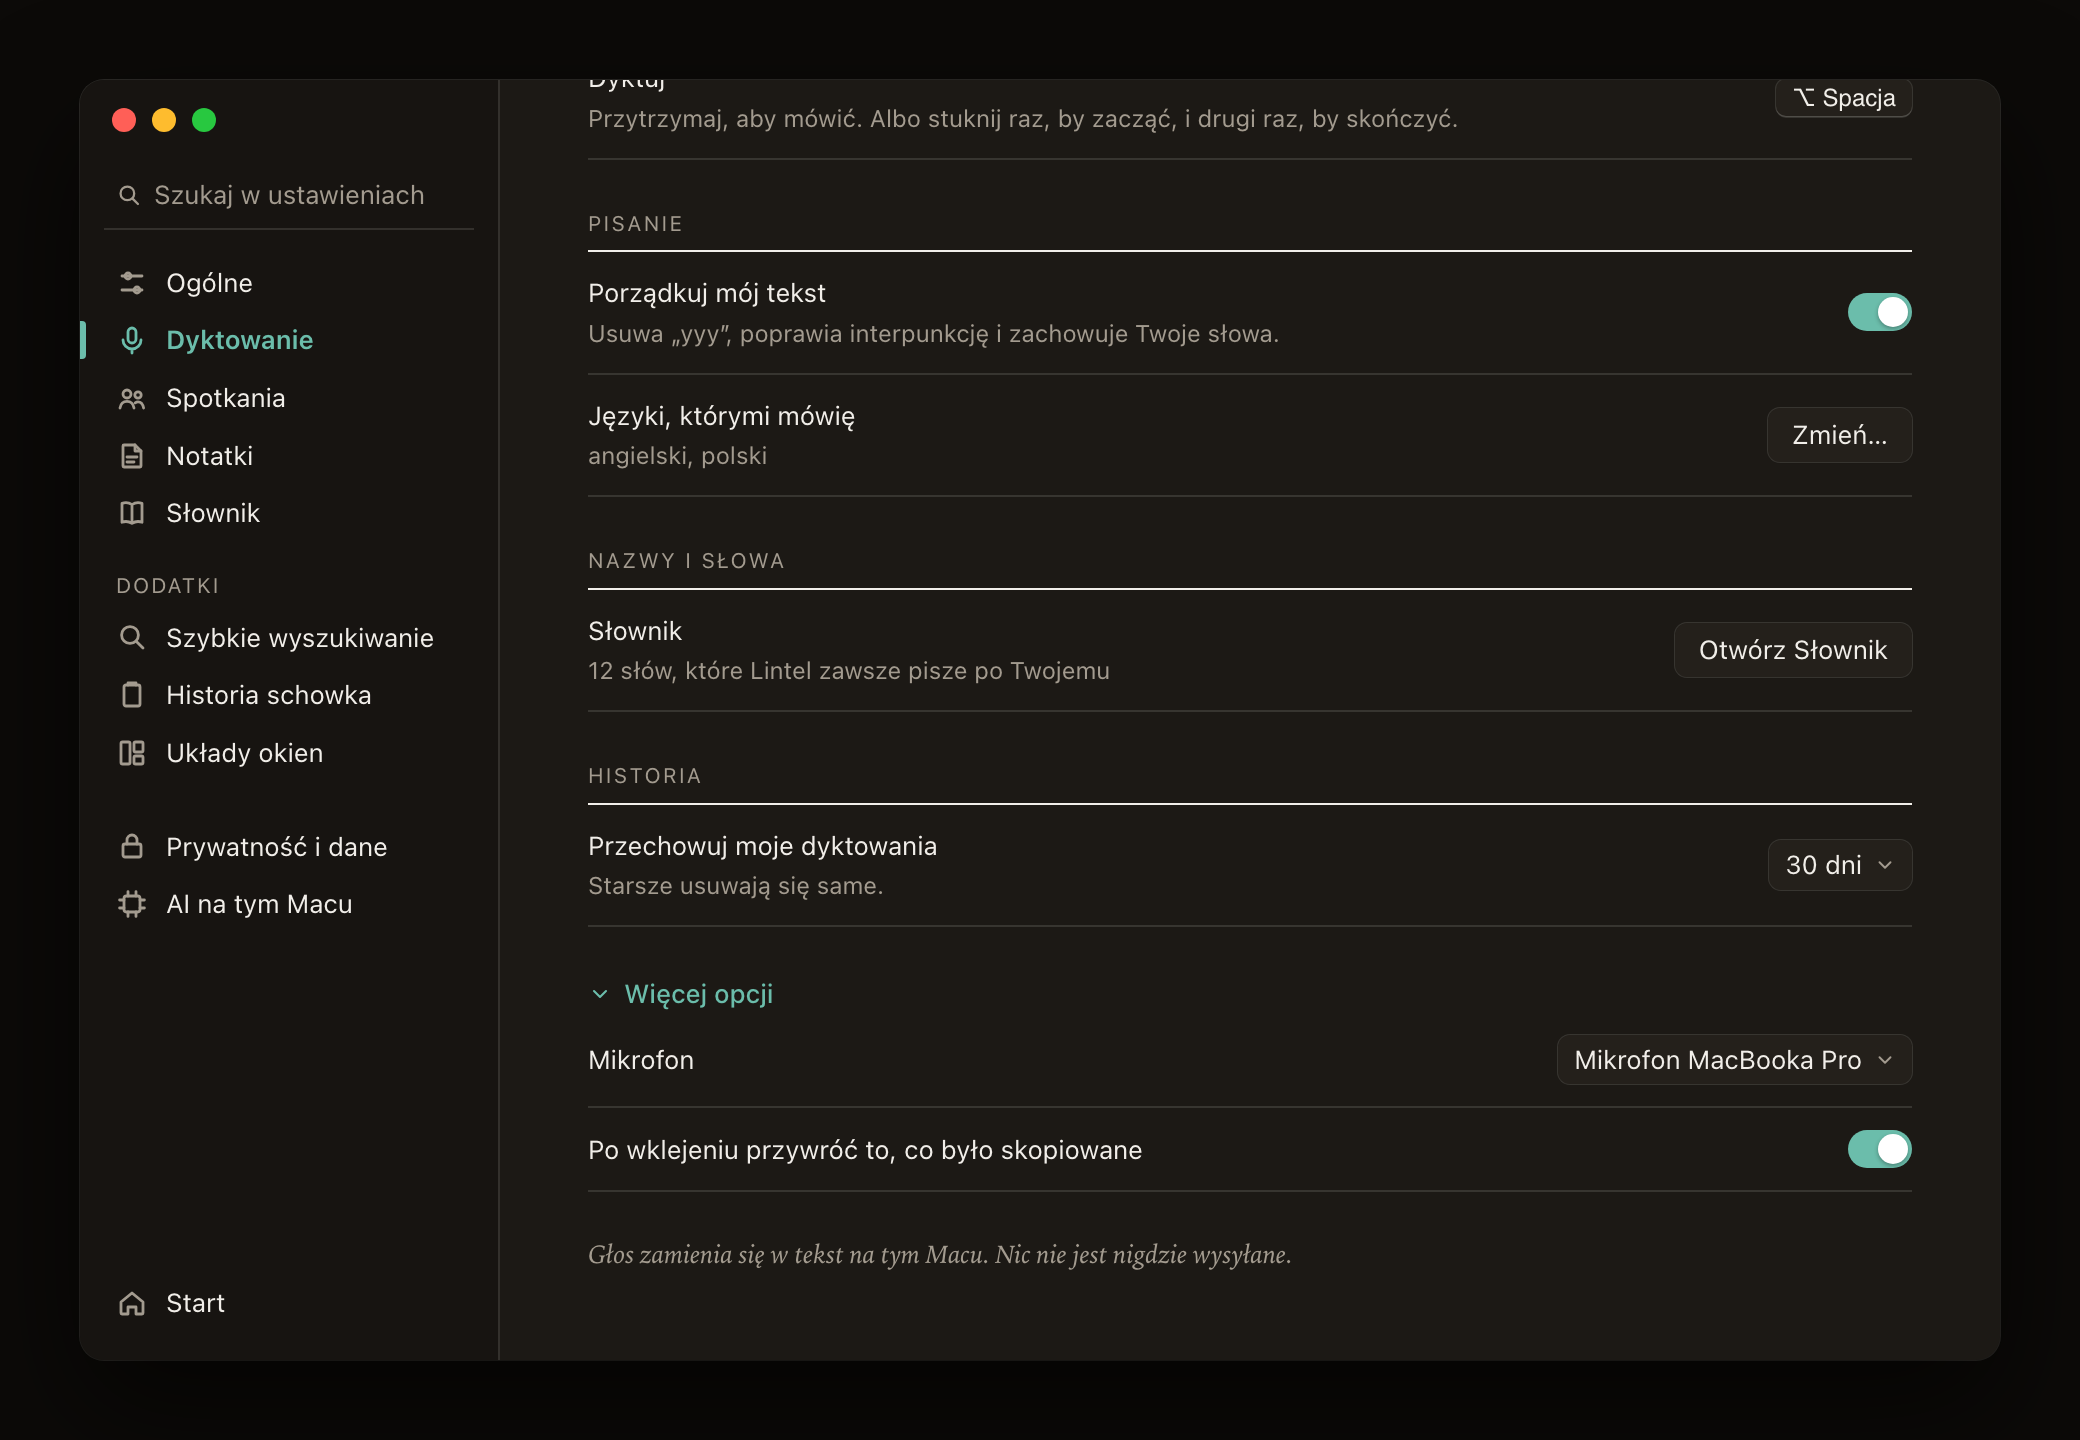 Szukaj w ustawieniach
Ogólne
Dyktowanie
Spotkania
Notatki
Słownik
DODATKI
Szybkie wyszukiwanie
Historia schowka
Układy okien
Prywatność i dane
AI na tym Macu
Start
Dyktuj
Przytrzymaj, aby mówić. Albo stuknij raz, by zacząć, i drugi raz, by skończyć.
⌥ Spacja
PISANIE
Porządkuj mój tekst
Usuwa „yyy”, poprawia interpunkcję i zachowuje Twoje słowa.
Języki, którymi mówię
angielski, polski
Zmień...
NAZWY I SŁOWA
Słownik
12 słów, które Lintel zawsze pisze po Twojemu
Otwórz Słownik
HISTORIA
Przechowuj moje dyktowania
Starsze usuwają się same.
30 dni
Więcej opcji
Mikrofon
Mikrofon MacBooka Pro
Po wklejeniu przywróć to, co było skopiowane
Głos zamienia się w tekst na tym Macu. Nic nie jest nigdzie wysyłane.